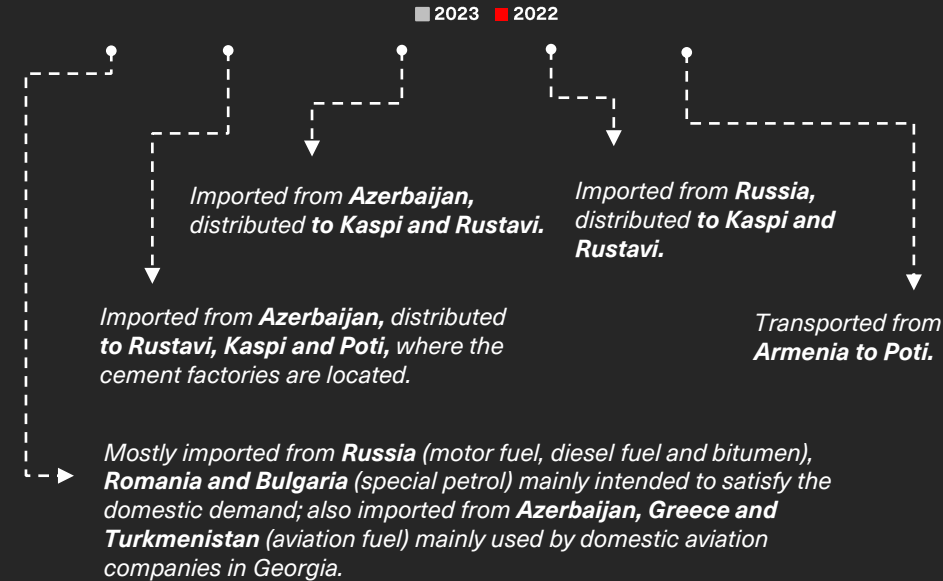 2023 2022
Imported from Azerbaijan,
distributed to Kaspi and Rustavi.
Imported from Russia,
distributed to Kaspi and
Rustavi.
Imported from Azerbaijan, distributed
to Rustavi, Kaspi and Poti, where the
cement factories are located.
Transported from
Armenia to Poti.
Mostly imported from Russia (motor fuel, diesel fuel and bitumen),
Romania and Bulgaria (special petrol) mainly intended to satisfy the
domestic demand; also imported from Azerbaijan, Greece and
Turkmenistan (aviation fuel) mainly used by domestic aviation
companies in Georgia.